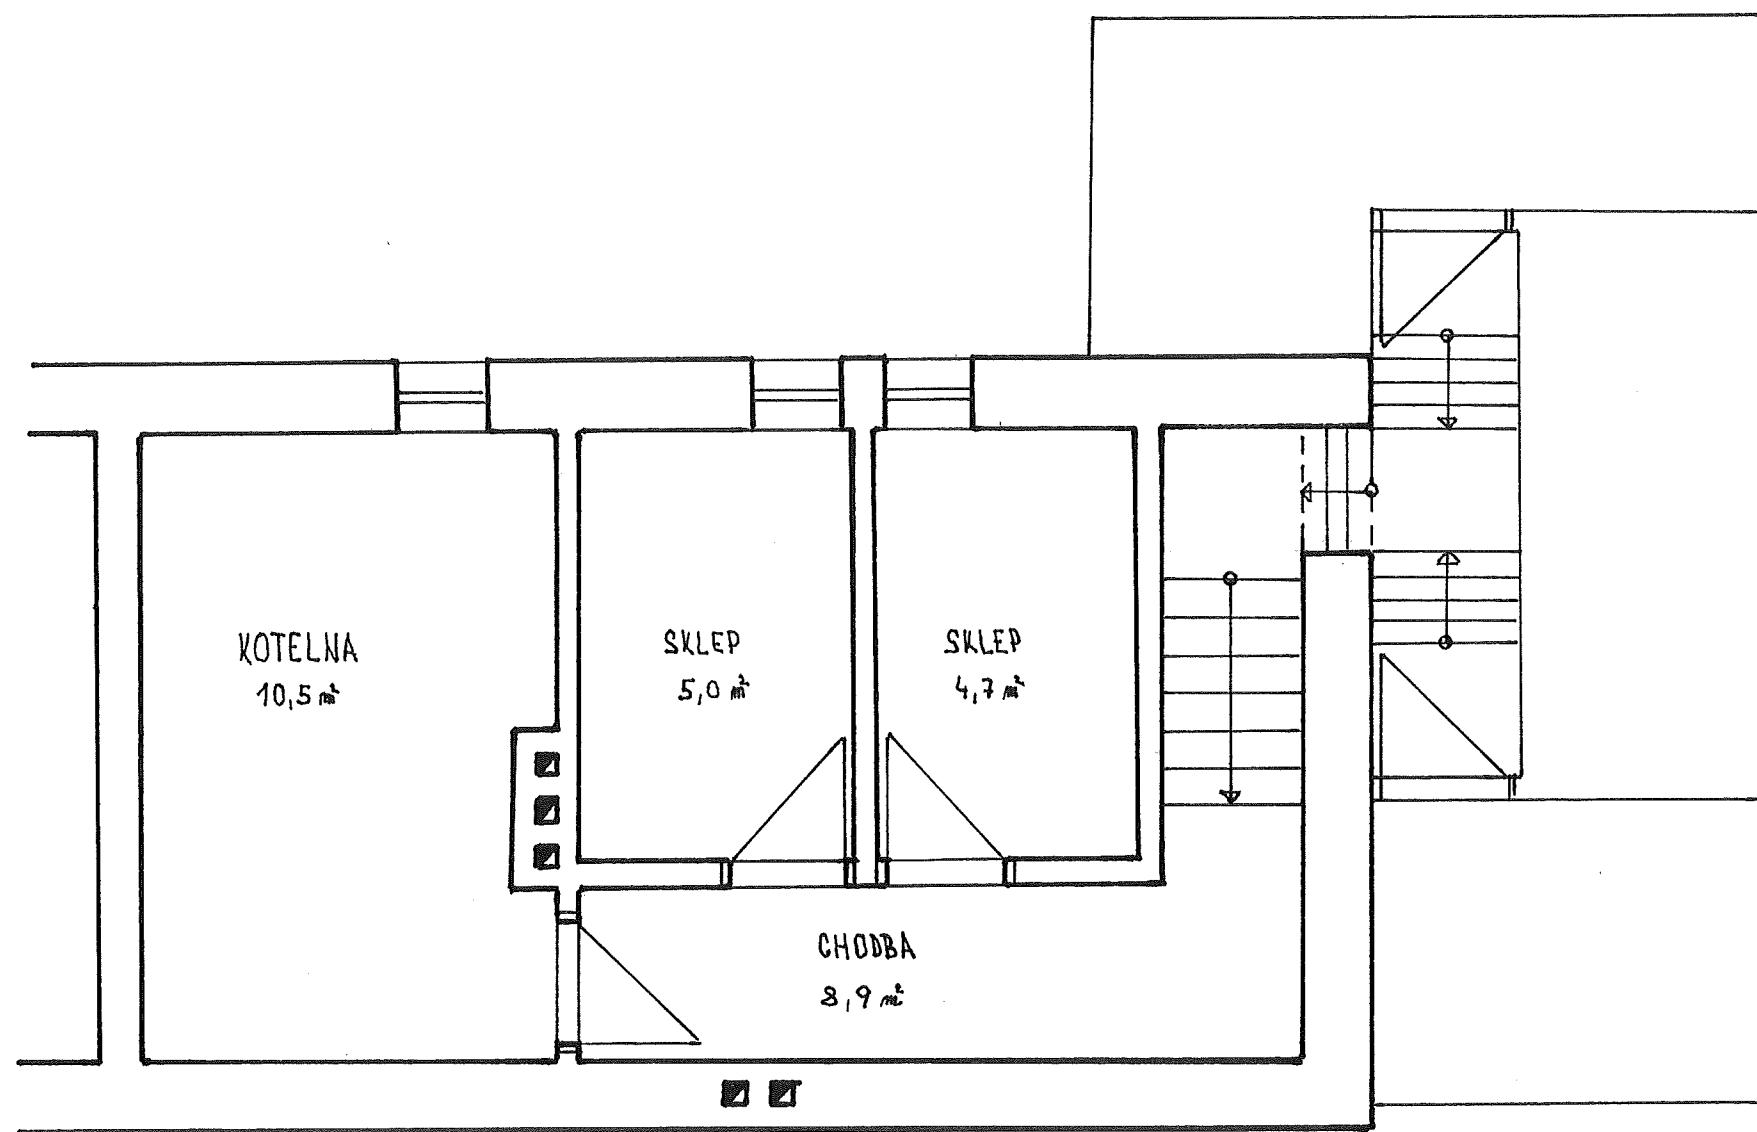 KOTELNA
10,5 m²
SKLEP
5,0 m²
SKLEP
4,7 m²
CHODBA
8,9 m²